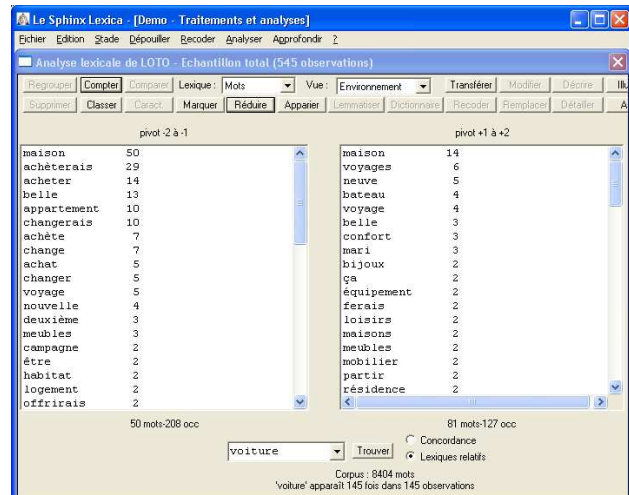 Le Sphinx Lexica - [Demo - Traitements et analyses]
Fichier Edition Stade Dépouiller Recoder Analyser Approfondir ?
Analyse lexicale de LOTO - Echantillon total (545 observations)
Regrouper Compter Comparer Lexique : Mots Vue : Environnement Transférer Modifier Décrire Illu
Supprimer Classer Caract. Marquer Réduire Apparier Lemmatiser Dictionnaire Recoder Remplacer Détailler A
pivot -2 à -1
maison 50
achèterais 29
acheter 14
belle 13
appartement 10
changerais 10
achète 7
change 7
achat 5
changer 5
voyage 5
nouvelle 4
deuxième 3
meubles 3
campagne 2
être 2
habitat 2
logement 2
offrirais 2
50 mots-208 occ
pivot +1 à +2
maison 14
voyages 6
neuve 5
bateau 4
voyage 4
belle 3
confort 3
mari 3
bijoux 2
ça 2
équipement 2
ferais 2
loisirs 2
maisons 2
meubles 2
mobilier 2
partir 2
résidence 2
81 mots-127 occ
voiture Trouver
Concordance
Lexiques relatifs
Corpus : 8404 mots
'voiture' apparaît 145 fois dans 145 observations